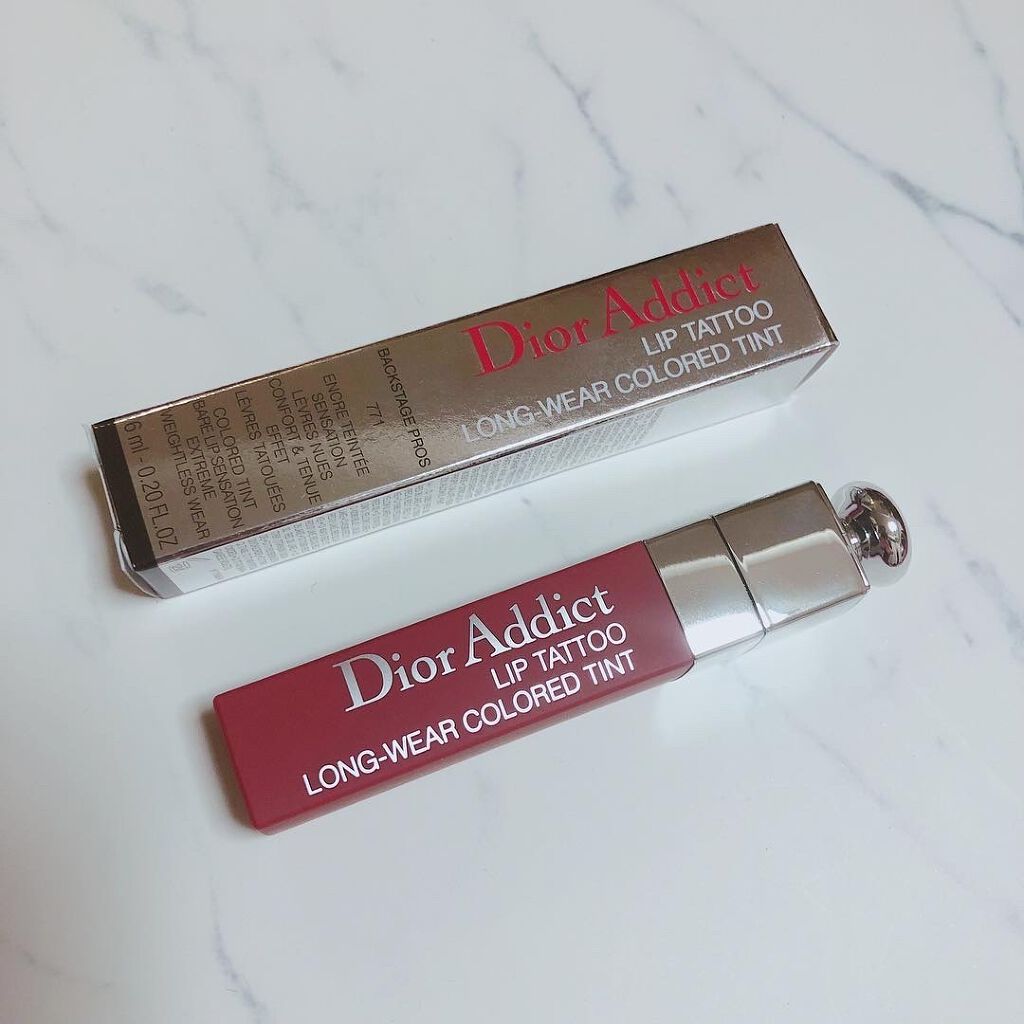 Dior Addict
LIP TATTOO
LONG-WEAR COLORED TINT
BACKSTAGE PROS
771
ENCRE TEINTÉE
SENSATION
LÈVRES NUES
CONFORT & TENUE
EFFET
LÈVRES TATOUÉES
COLORED TINT
BARE LIP SENSATION
EXTREME
WEIGHTLESS WEAR
6 ml - 0.20 FL.OZ
Dior Addict
LIP TATTOO
LONG-WEAR COLORED TINT